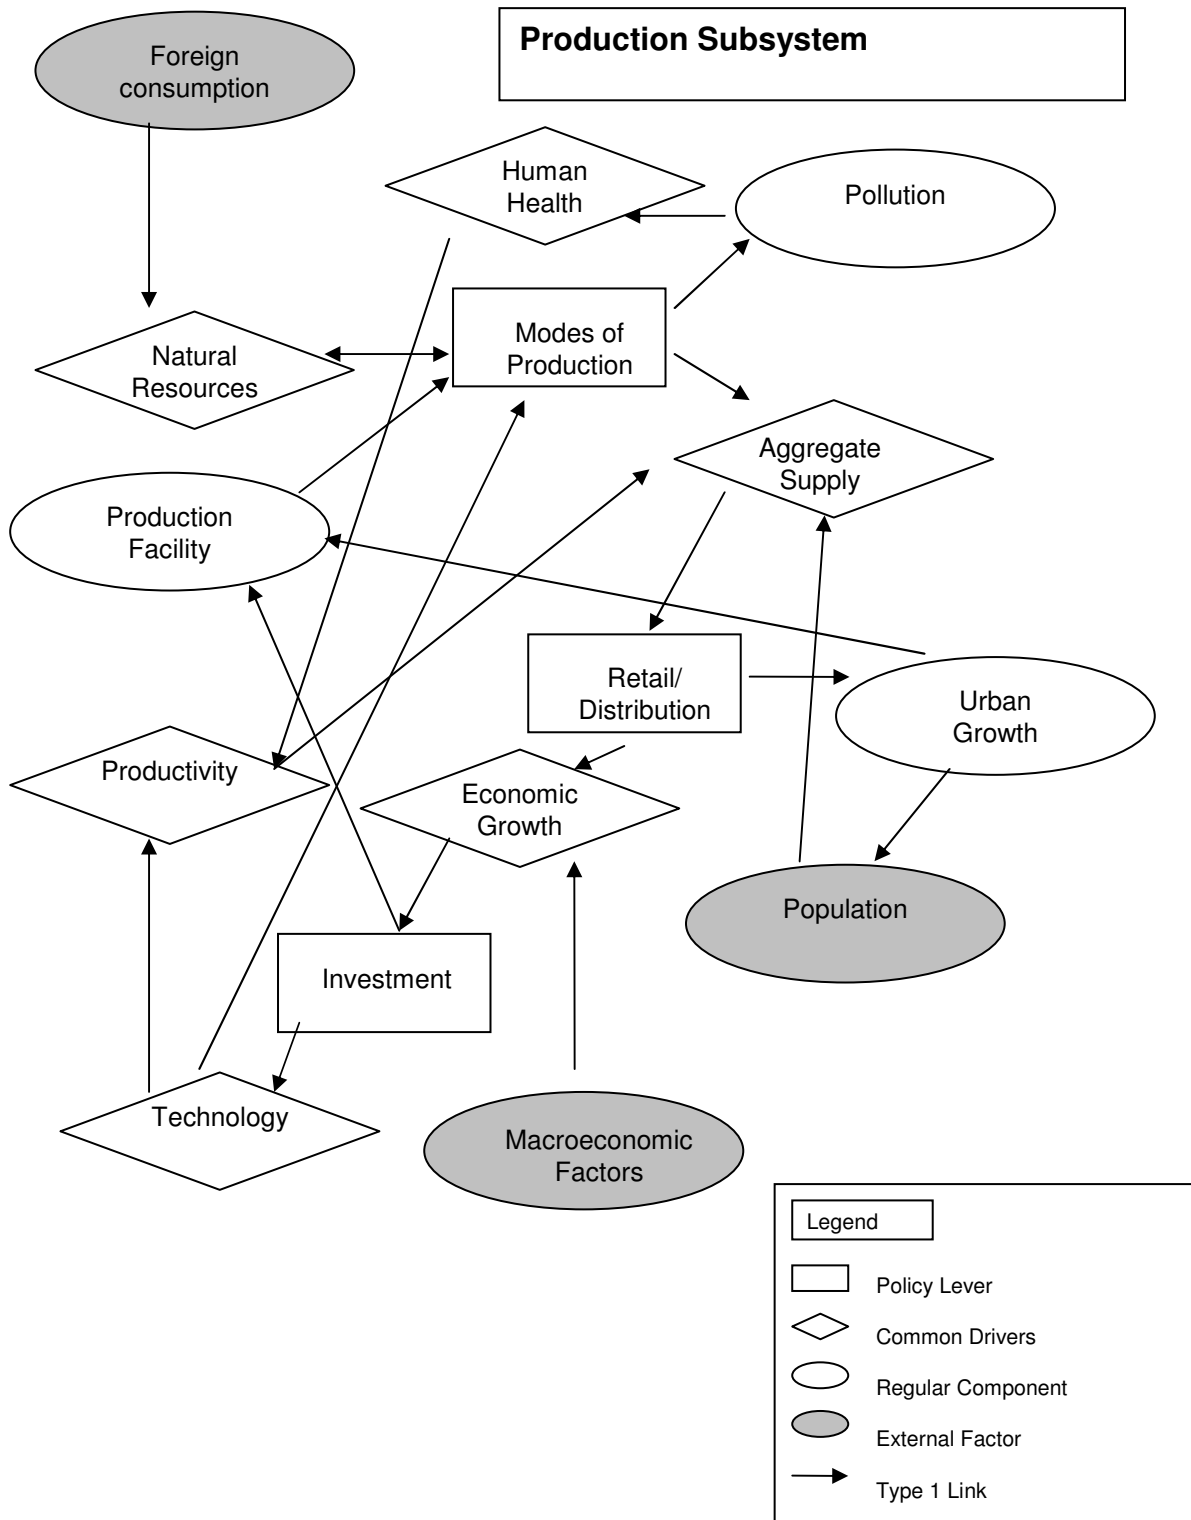 Production Subsystem
Foreign
consumption
Human
Health
Pollution
Modes of
Production
Natural
Resources
Aggregate
Supply
Production
Facility
Retail/
Distribution
Urban
Growth
Productivity
Economic
Growth
Population
Investment
Technology
Macroeconomic
Factors
Legend
Policy Lever
Common Drivers
Regular Component
External Factor
Type 1 Link